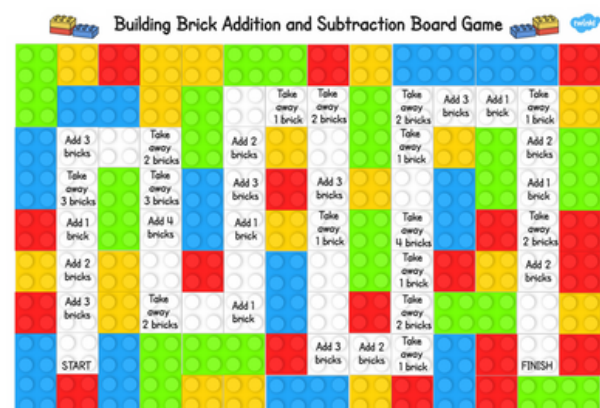 Building Brick Addition and Subtraction Board Game
twinkl
Take away 1 brick
Take away 2 bricks
Take away 2 bricks
Add 3 bricks
Add 1 brick
Take away 1 brick
Add 3 bricks
Take away 2 bricks
Add 2 bricks
Take away 1 brick
Add 2 bricks
Take away 3 bricks
Take away 3 bricks
Add 3 bricks
Add 3 bricks
Add 1 brick
Add 1 brick
Add 4 bricks
Add 1 brick
Take away 1 brick
Take away 4 bricks
Take away 2 bricks
Add 2 bricks
Take away 1 brick
Add 2 bricks
Add 3 bricks
Take away 2 bricks
Add 1 brick
Take away 2 bricks
START
Add 3 bricks
Add 2 bricks
Take away 1 brick
FINISH